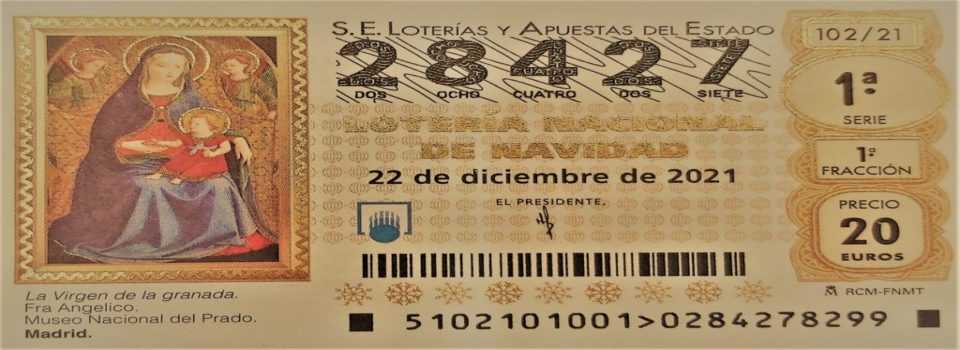 S.E. LOTERÍAS Y APUESTAS DEL ESTADO
28427
DOS OCHO CUATRO DOS SIETE
LOTERÍA NACIONAL
DE NAVIDAD
22 de diciembre de 2021
EL PRESIDENTE,
102/21
1ª
SERIE
1ª
FRACCIÓN
PRECIO
20
EUROS
RCM-FNMT
5102101001>0284278299
La Virgen de la granada.
Fra Angelico.
Museo Nacional del Prado.
Madrid.